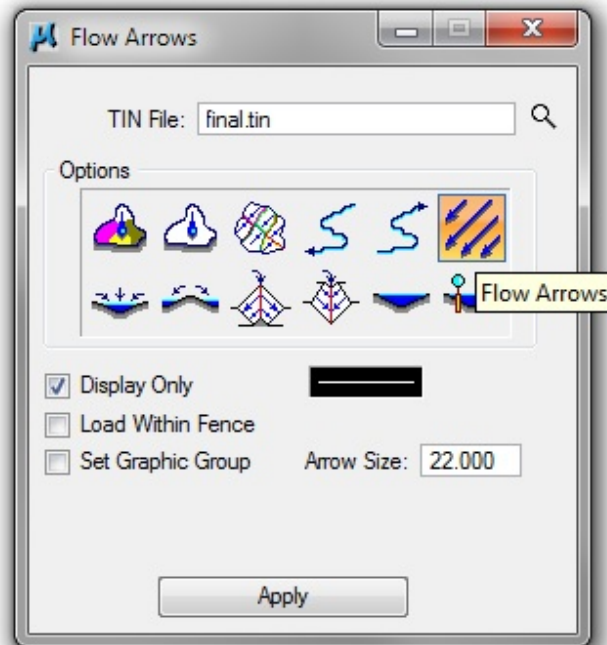 Flow Arrows
TIN File: final.tin
Options
Flow Arrows
Display Only
Load Within Fence
Set Graphic Group Arrow Size: 22.000
Apply